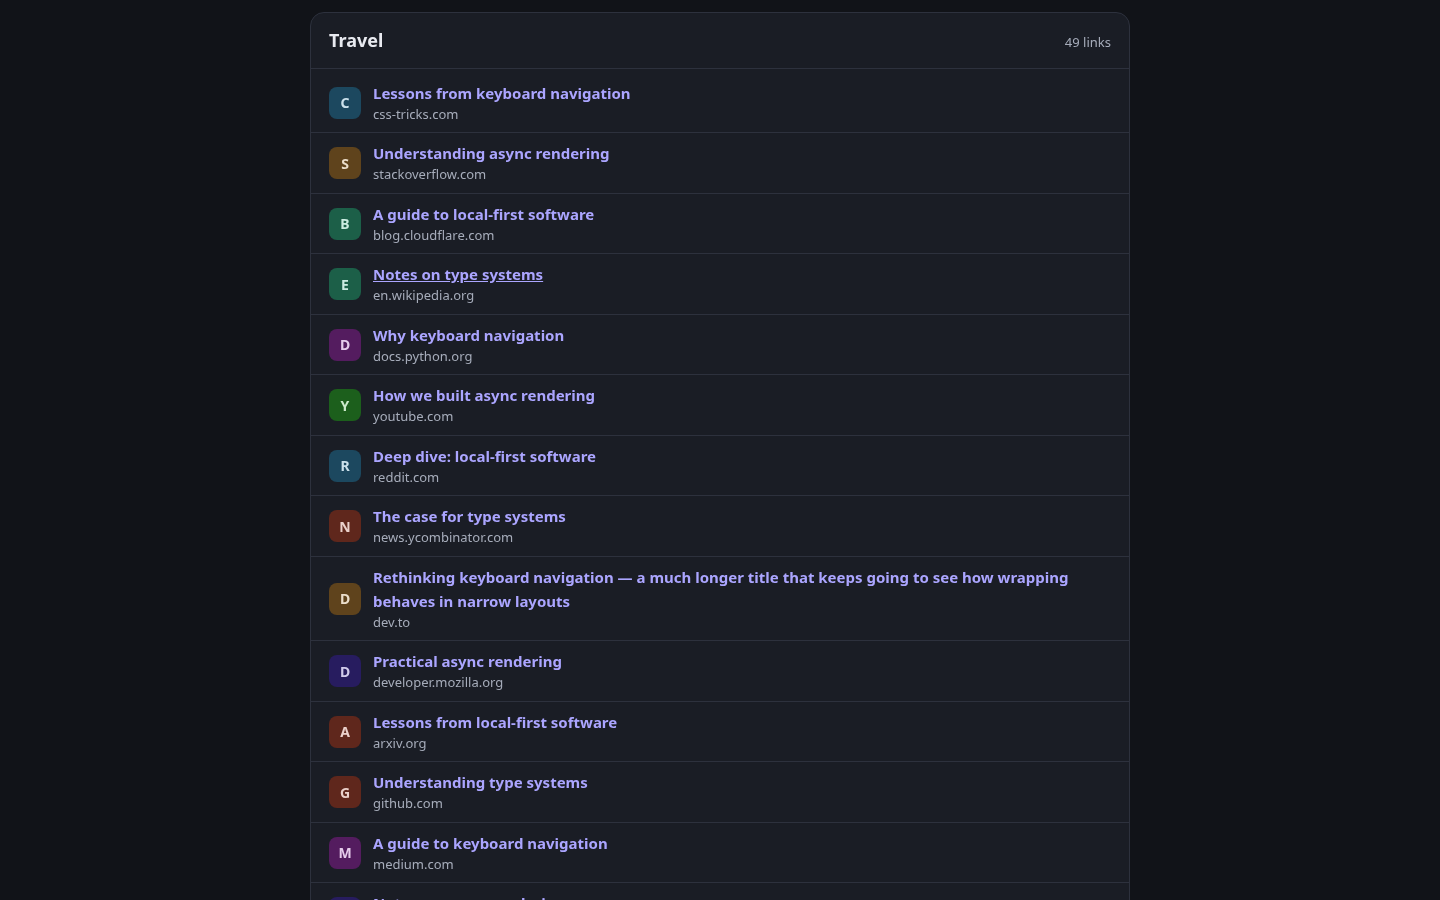 Travel
49 links
C
Lessons from keyboard navigation
css-tricks.com
S
Understanding async rendering
stackoverflow.com
B
A guide to local-first software
blog.cloudflare.com
E
Notes on type systems
en.wikipedia.org
D
Why keyboard navigation
docs.python.org
Y
How we built async rendering
youtube.com
R
Deep dive: local-first software
reddit.com
N
The case for type systems
news.ycombinator.com
D
Rethinking keyboard navigation — a much longer title that keeps going to see how wrapping
behaves in narrow layouts
dev.to
D
Practical async rendering
developer.mozilla.org
A
Lessons from local-first software
arxiv.org
G
Understanding type systems
github.com
M
A guide to keyboard navigation
medium.com